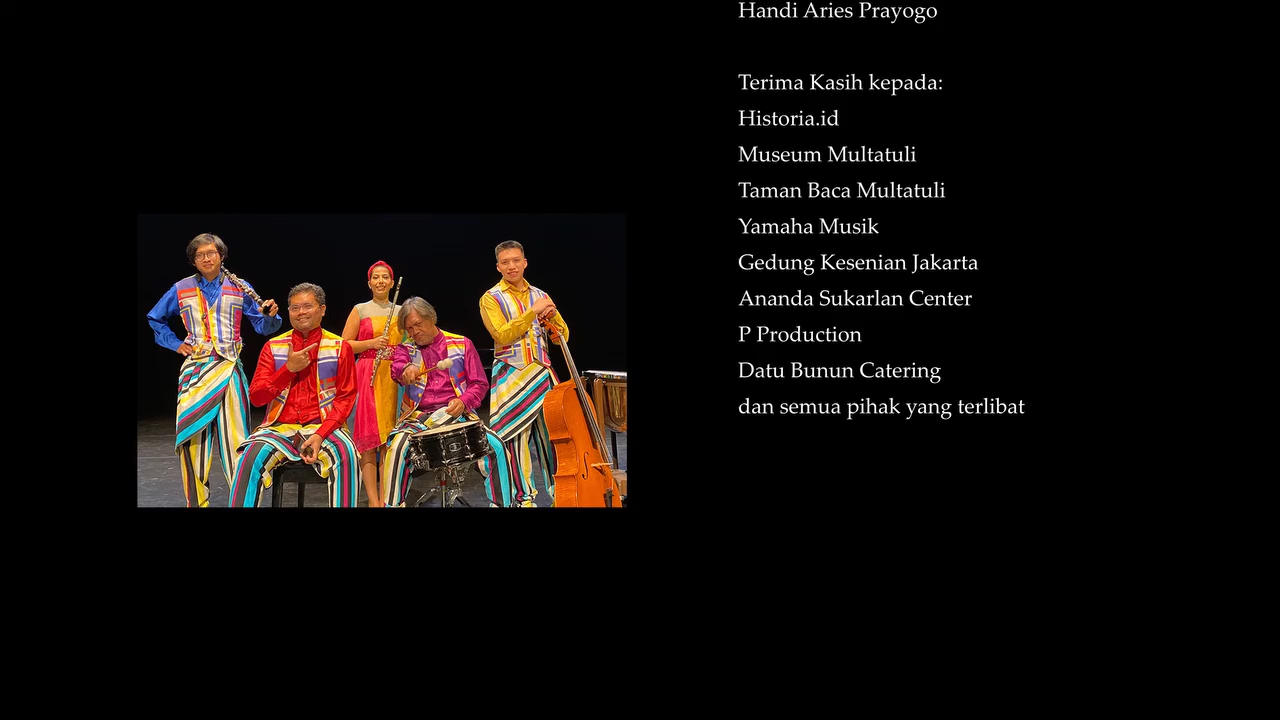 Handi Aries Prayogo
Terima Kasih kepada:
Historia.id
Museum Multatuli
Taman Baca Multatuli
Yamaha Musik
Gedung Kesenian Jakarta
Ananda Sukarlan Center
P Production
Datu Bunun Catering
dan semua pihak yang terlibat